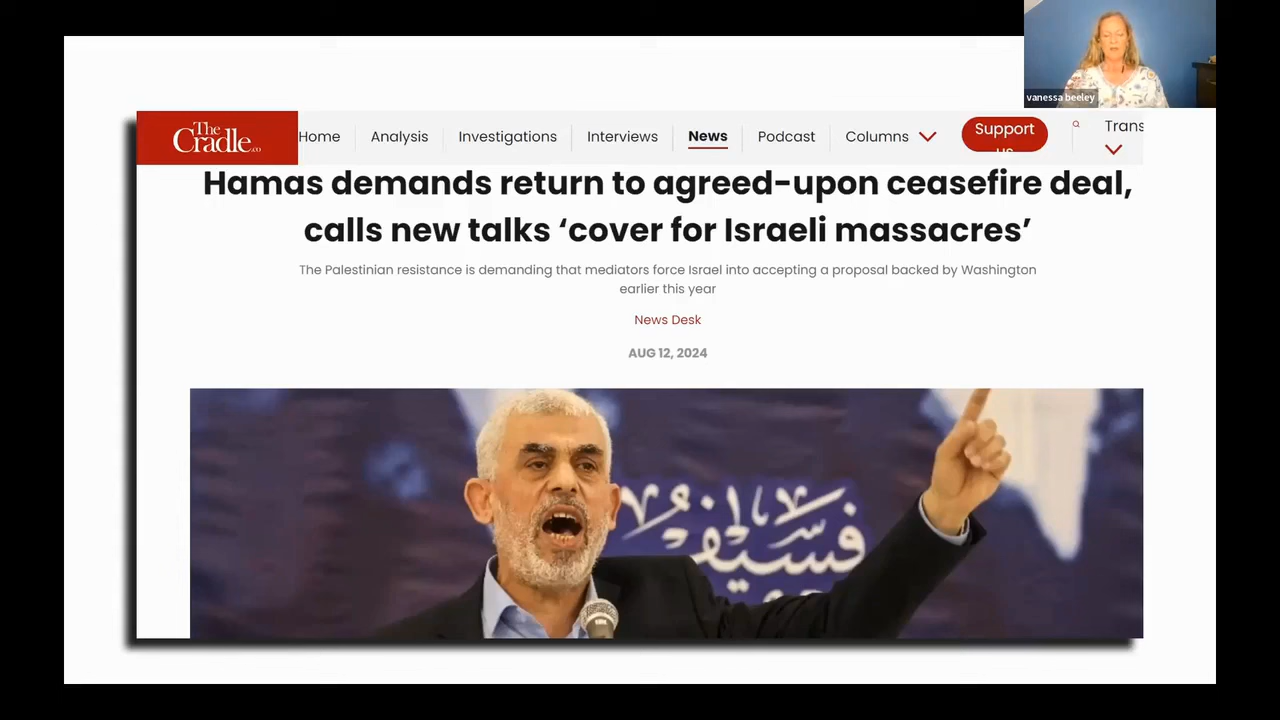 vanessa beeley
The Cradle.co
Home Analysis Investigations Interviews News Podcast Columns Support us Trans
Hamas demands return to agreed-upon ceasefire deal,
calls new talks ‘cover for Israeli massacres’
The Palestinian resistance is demanding that mediators force Israel into accepting a proposal backed by Washington
earlier this year
News Desk
AUG 12, 2024